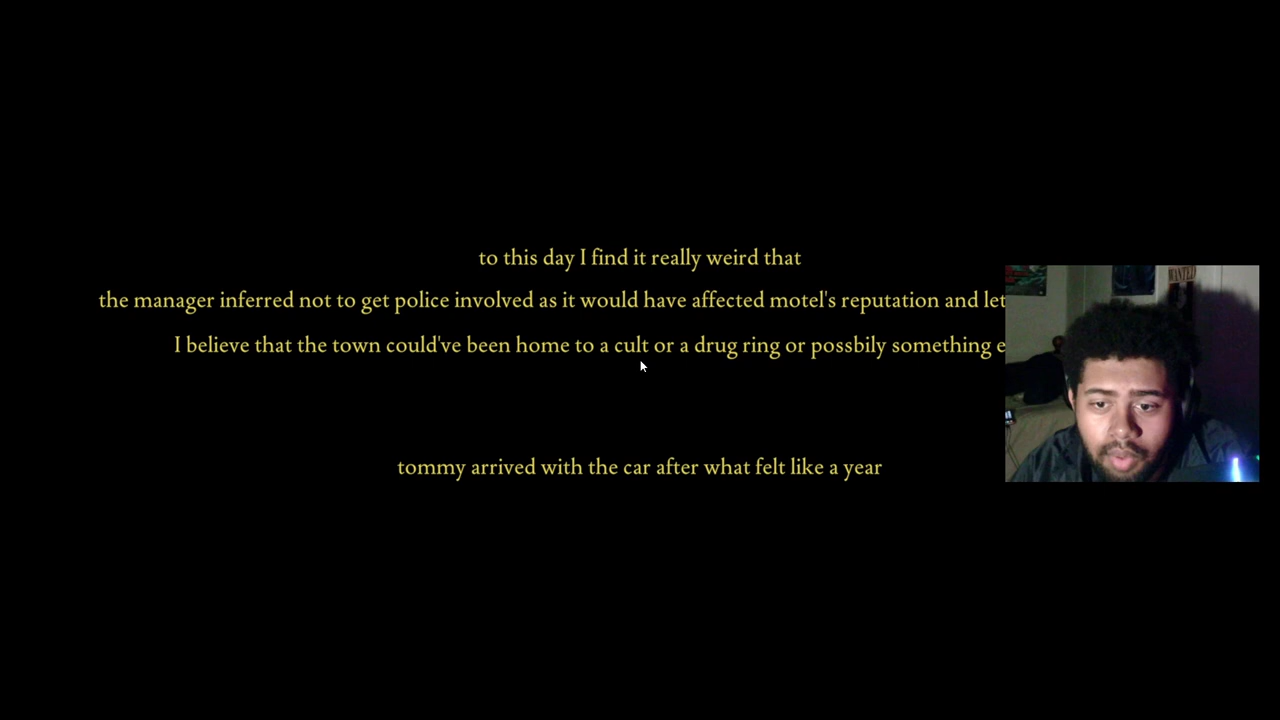 to this day I find it really weird that
the manager inferred not to get police involved as it would have affected motel's reputation and let
I believe that the town could've been home to a cult or a drug ring or possbily something
tommy arrived with the car after what felt like a year
WANTED